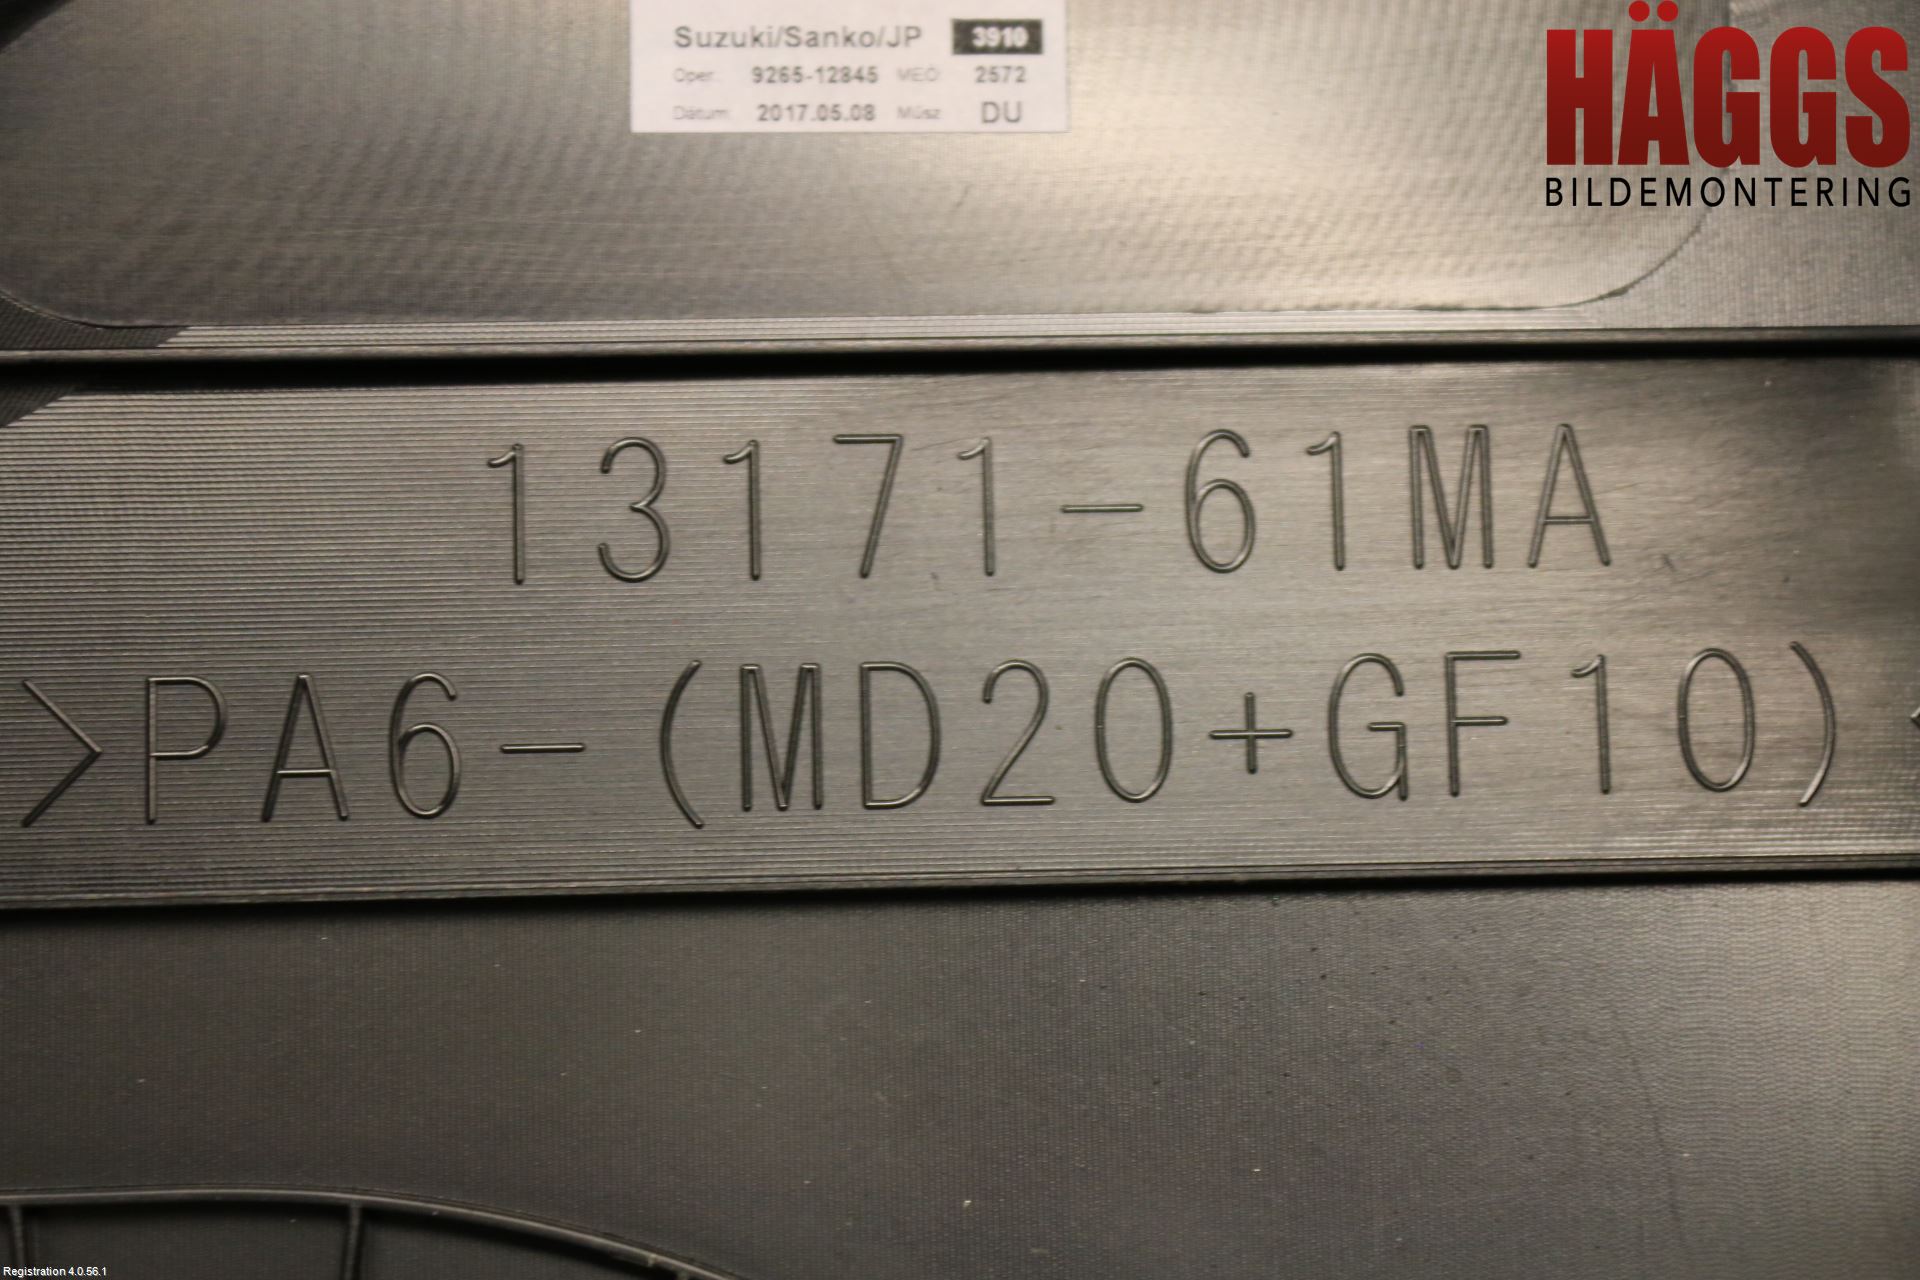 Suzuki/Sanko/JP 3910
Oper.: 9265-12845 MEO: 2572
Dátum: 2017.05.08 Műsz: DU
HÄGGS
BILDEMONTERING
13171-61MA
>PA6-(MD20+GF10)<
Registration 4.0.56.1